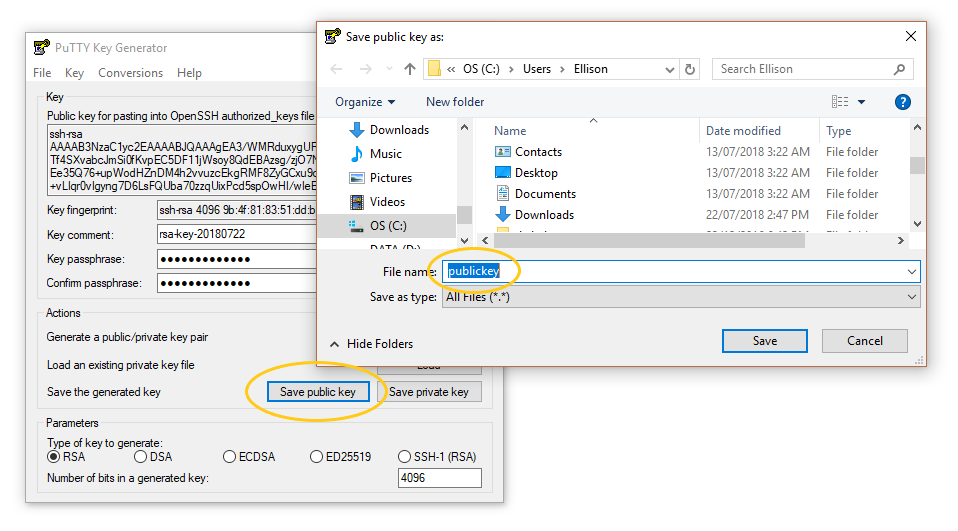 PuTTY Key Generator
File Key Conversions Help
Key
Public key for pasting into OpenSSH authorized_keys file
ssh-rsa
AAAAB3NzaC1yc2EAAAABJQAAAgEA3/WMRduxygUF
Tf4SXvabcJmSi0fKvpEC5DF11jWsoy8QdEBAzsg/zjO7N
Ee35Q76+upWodHZnDM4h2vvuzcEkgRMF8ZyGCxu9c
+vLlqr0vlgyng7D6LsFQUba70zzqUixPcd5spOwHI/wIeE
Key fingerprint: ssh-rsa 4096 9b:4f:81:83:51:dd:b
Key comment: rsa-key-20180722
Key passphrase: ●●●●●●●●●●●●●
Confirm passphrase: ●●●●●●●●●●●●●
Actions
Generate a public/private key pair
Load an existing private key file
Load
Save the generated key Save public key Save private key
Parameters
Type of key to generate:
RSA DSA ECDSA ED25519 SSH-1 (RSA)
Number of bits in a generated key: 4096
Save public key as:
« OS (C:) › Users › Ellison
Search Ellison
Organize New folder
Downloads
Music
Pictures
Videos
OS (C:)
DATA (D:)
Name Date modified Type
Contacts 13/07/2018 3:22 AM File folder
Desktop 13/07/2018 3:22 AM File folder
Documents 13/07/2018 3:22 AM File folder
Downloads 22/07/2018 2:47 PM File folder
File name: publickey
Save as type: All Files (*.*)
Hide Folders Save Cancel